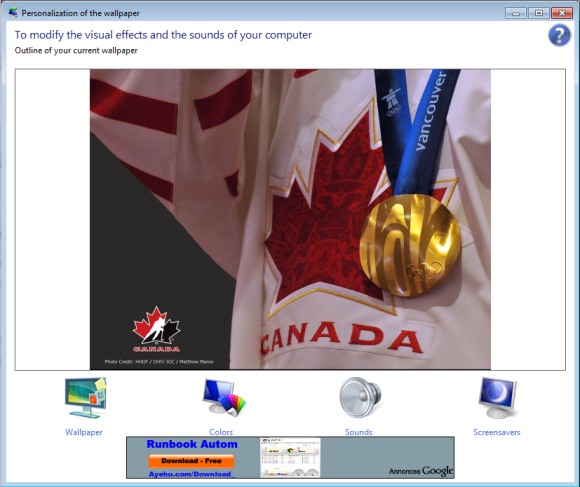 Personalization of the wallpaper
To modify the visual effects and the sounds of your computer
?
Outline of your current wallpaper
vancouver
CANADA
CANADA
Photo Credit: HHOF / IIHF/ IOC / Matthew Manor
Wallpaper
Colors
Sounds
Screensavers
Runbook Autom
Download - Free
Ayehu.com/Download_
Annonces Google